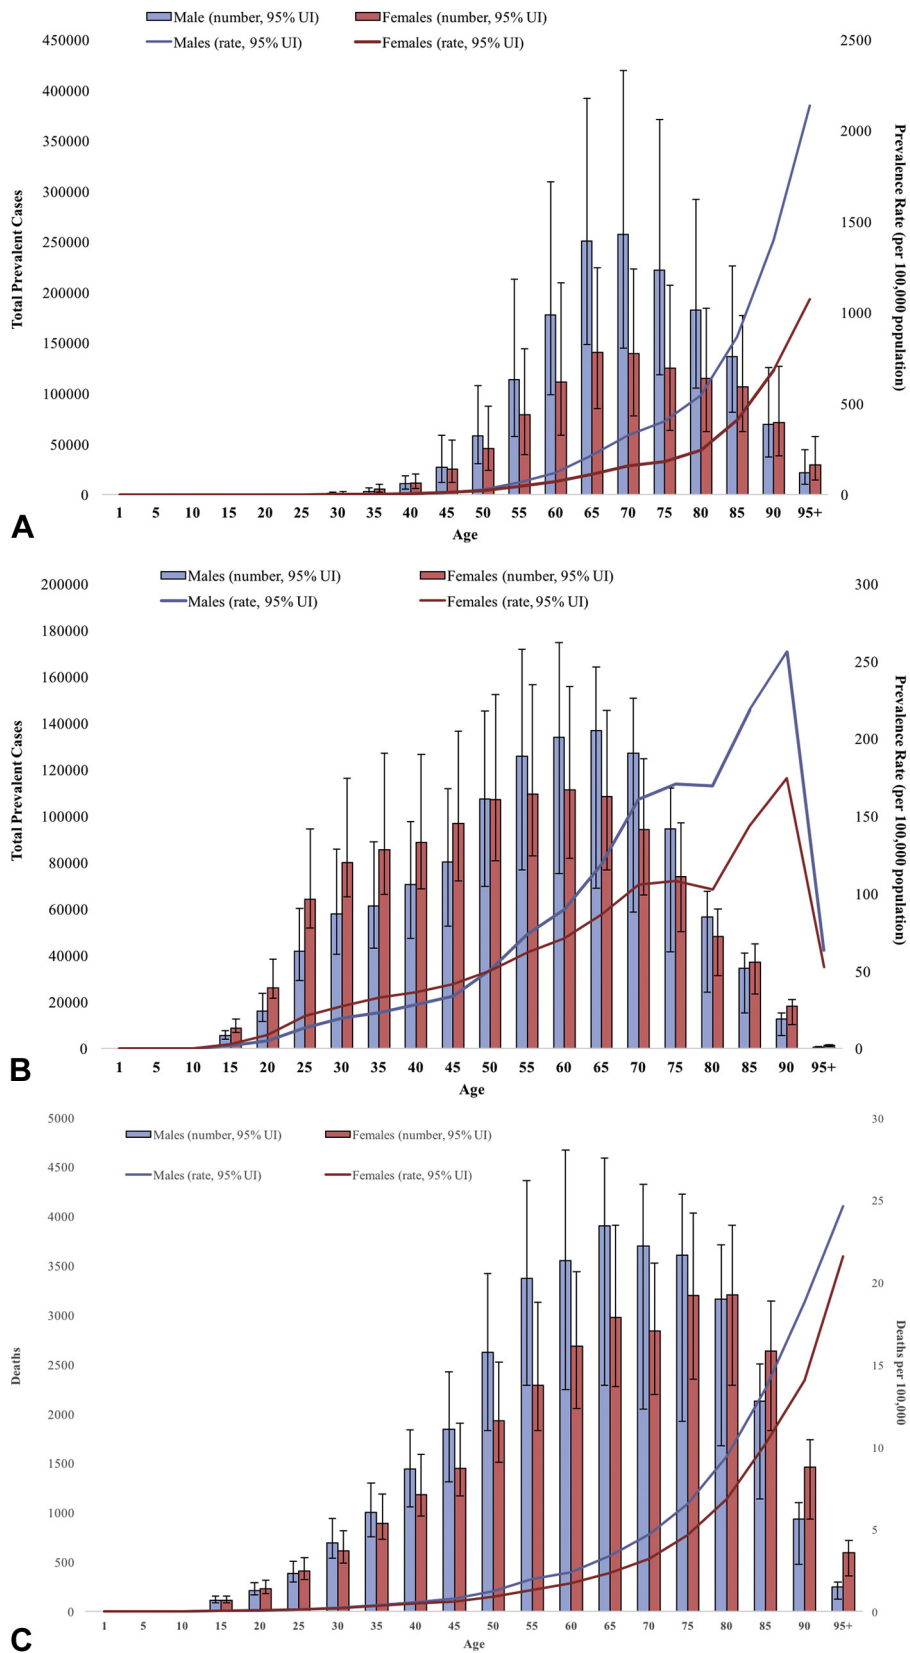 Male (number, 95% UI) Females (number, 95% UI)
Males (rate, 95% UI) Females (rate, 95% UI)
450000 400000 350000 300000 250000 200000 150000 100000 50000 0
Total Prevalent Cases
2500 2000 1500 1000 500 0
Prevalence Rate (per 100,000 population)
1 5 10 15 20 25 30 35 40 45 50 55 60 65 70 75 80 85 90 95+
Age
A
Males (number, 95% UI) Females (number, 95% UI)
Males (rate, 95% UI) Females (rate, 95% UI)
200000 180000 160000 140000 120000 100000 80000 60000 40000 20000 0
Total Prevalent Cases
300 250 200 150 100 50 0
Prevalence Rate (per 100,000 population)
1 5 10 15 20 25 30 35 40 45 50 55 60 65 70 75 80 85 90 95+
Age
B
Males (number, 95% UI) Females (number, 95% UI)
Males (rate, 95% UI) Females (rate, 95% UI)
5000 4500 4000 3500 3000 2500 2000 1500 1000 500 0
Deaths
30 25 20 15 10 5 0
Deaths per 100,000
1 5 10 15 20 25 30 35 40 45 50 55 60 65 70 75 80 85 90 95+
Age
C